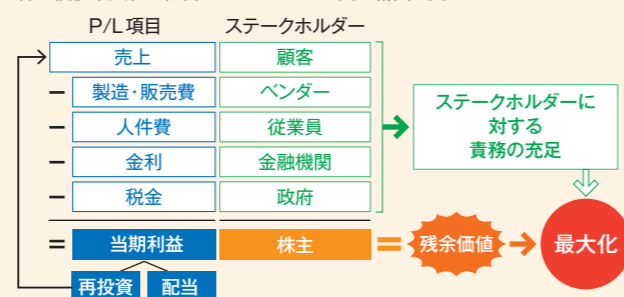 P/L項目 ステークホルダー
売上 顧客
− 製造・販売費 ベンダー
− 人件費 従業員
− 金利 金融機関
− 税金 政府
ステークホルダーに
対する
責務の充足
= 当期利益 株主 = 残余価値 最大化
再投資 配当